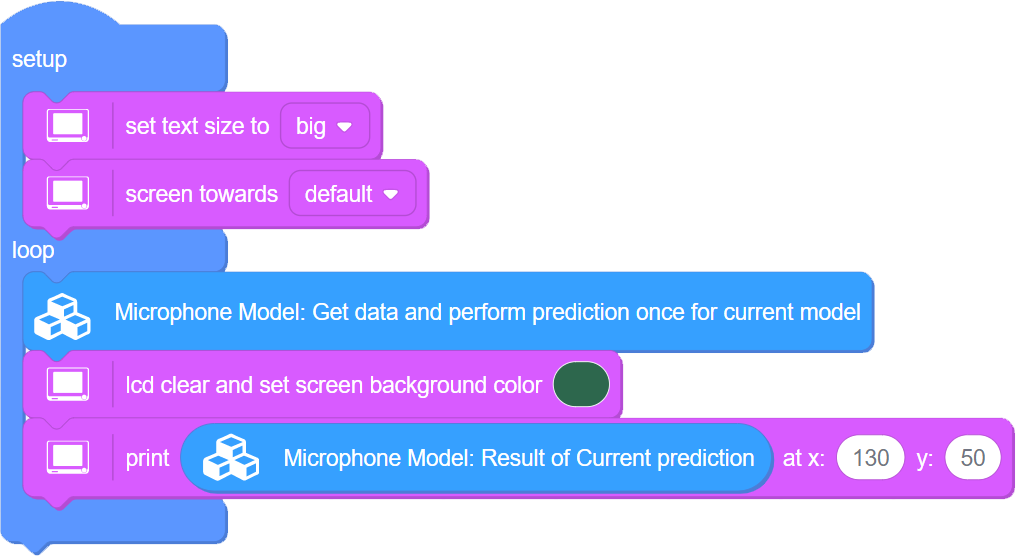 setup
set text size to big
screen towards default
loop
Microphone Model: Get data and perform prediction once for current model
lcd clear and set screen background color
print Microphone Model: Result of Current prediction at x: 130 y: 50